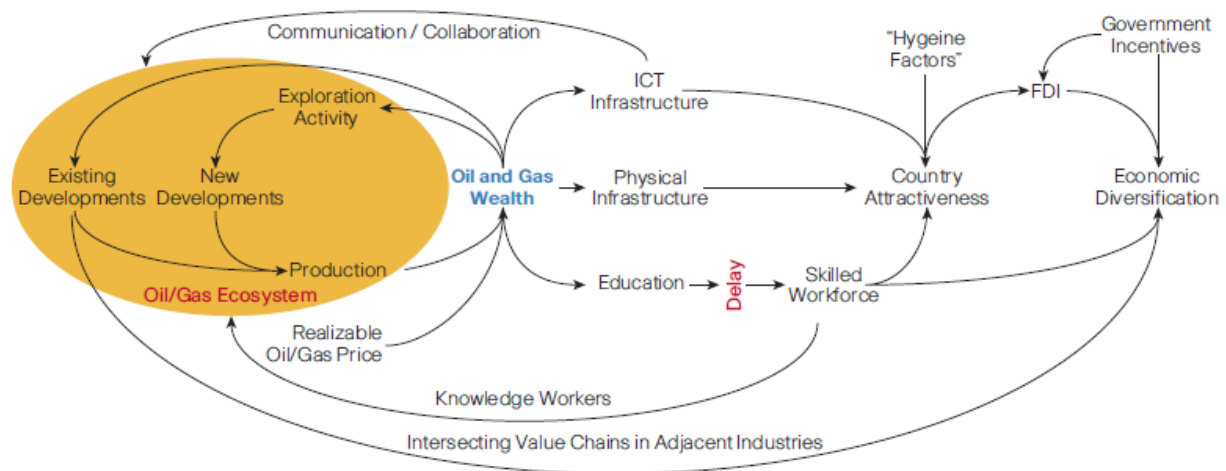 Communication / Collaboration
"Hygeine
Factors"
Government
Incentives
ICT
Infrastructure
FDI
Exploration
Activity
Existing
Developments
New
Developments
Oil and Gas
Wealth
Physical
Infrastructure
Country
Attractiveness
Economic
Diversification
Production
Oil/Gas Ecosystem
Education
Delay
Skilled
Workforce
Realizable
Oil/Gas Price
Knowledge Workers
Intersecting Value Chains in Adjacent Industries